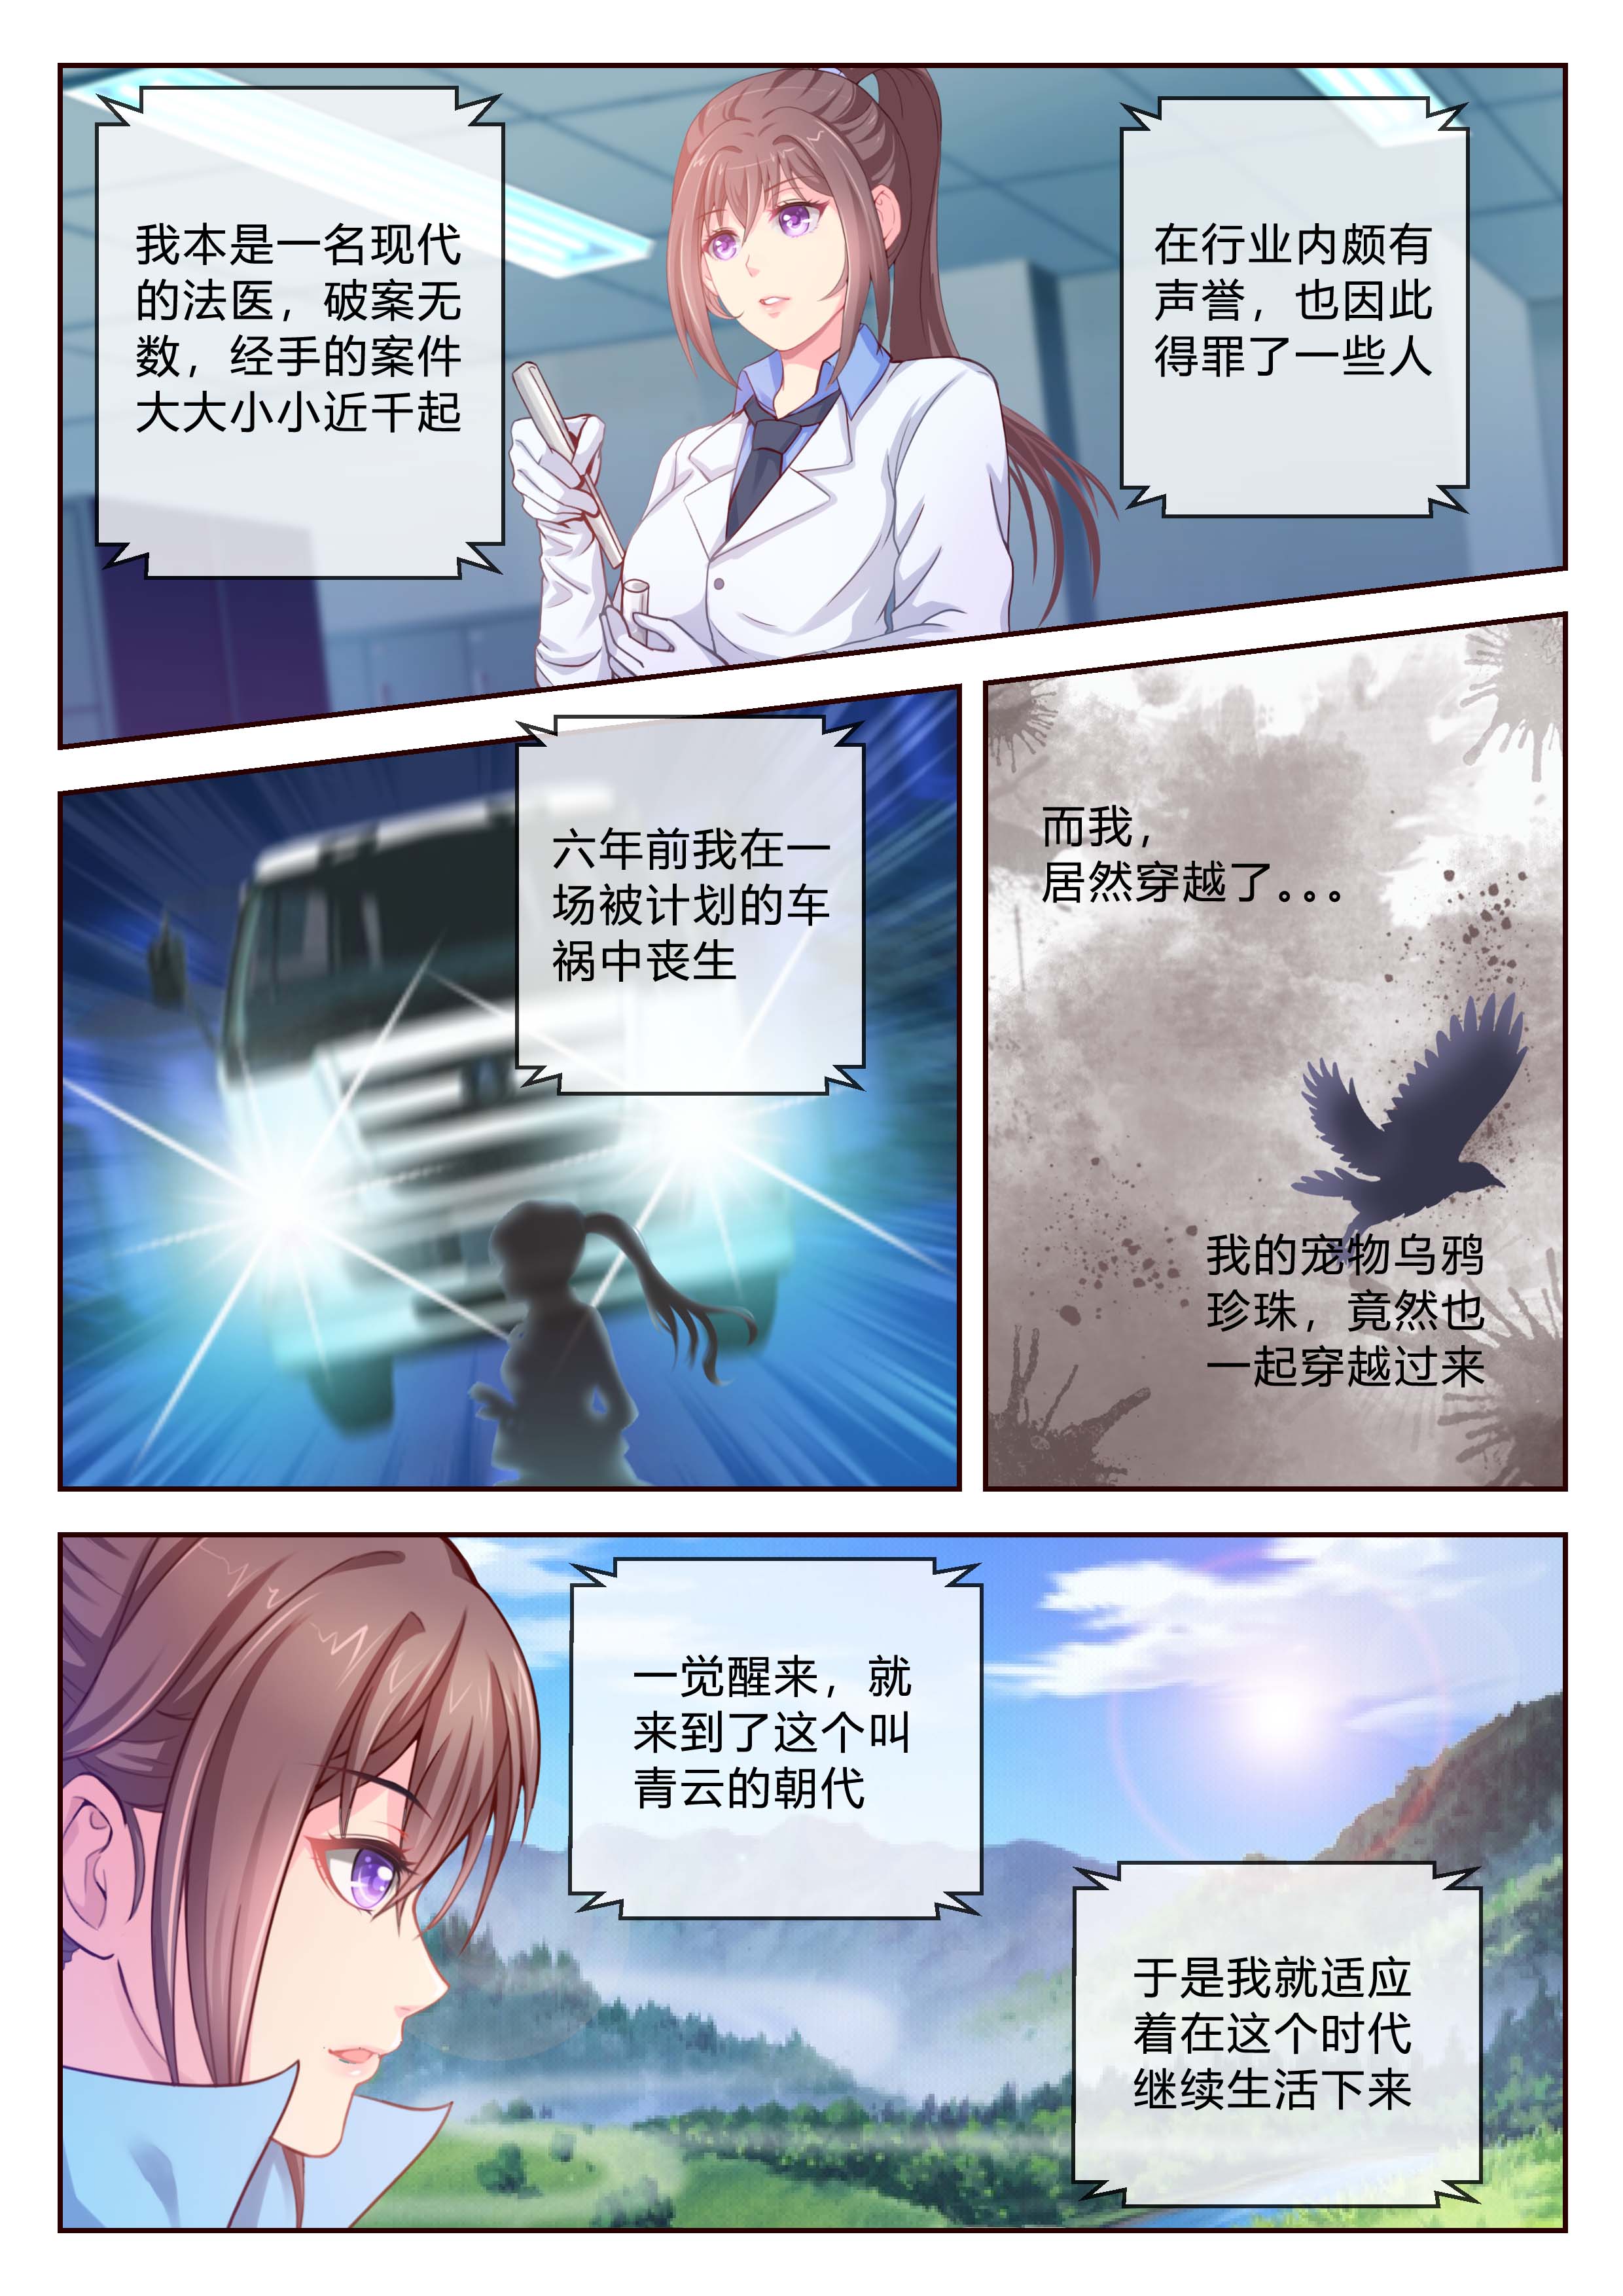 我本是一名现代
的法医，破案无
数，经手的案件
大大小小近千起
在行业内颇有
声誉，也因此
得罪了一些人
六年前我在一
场被计划的车
祸中丧生
而我，
居然穿越了。。。
我的宠物乌鸦
珍珠，竟然也
一起穿越过来
一觉醒来，就
来到了这个叫
青云的朝代
于是我就适应
着在这个时代
继续生活下来